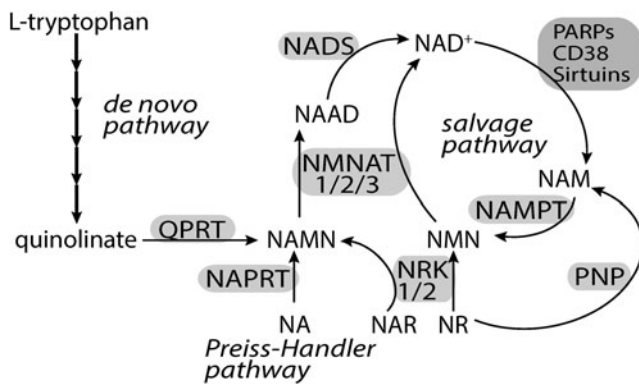 L-tryptophan
de novo
pathway
quinolinate
QPRT
NADS
NAD+
PARPs
CD38
Sirtuins
NAAD
salvage
pathway
NMNAT
1/2/3
NAM
NAMPT
NAMN
NMN
NAPRT
NRK
1/2
PNP
NA
NAR
NR
Preiss-Handler
pathway